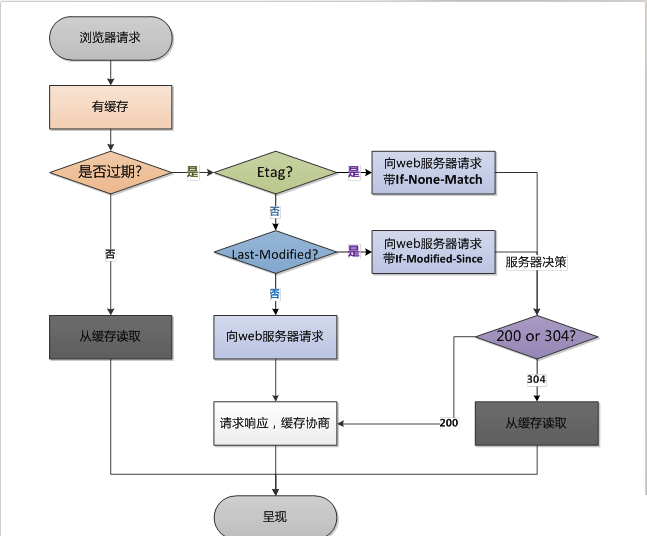 浏览器请求
有缓存
是否过期?
是
Etag?
是
向web服务器请求
带If-None-Match
否
否
Last-Modified?
是
向web服务器请求
带If-Modified-Since
服务器决策
否
从缓存读取
向web服务器请求
200 or 304?
304
请求响应，缓存协商
200
从缓存读取
呈现